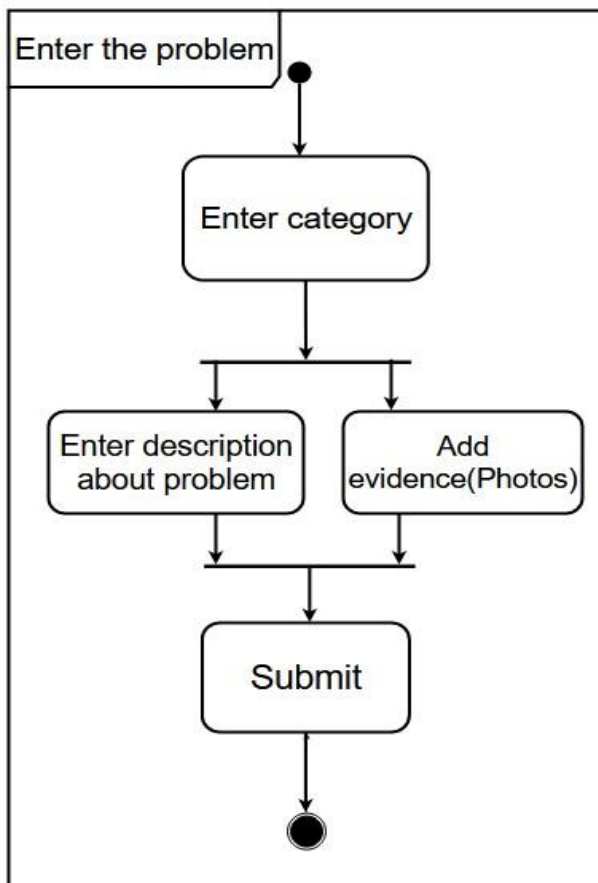 Enter the problem
Enter category
Enter description
about problem
Add
evidence(Photos)
Submit